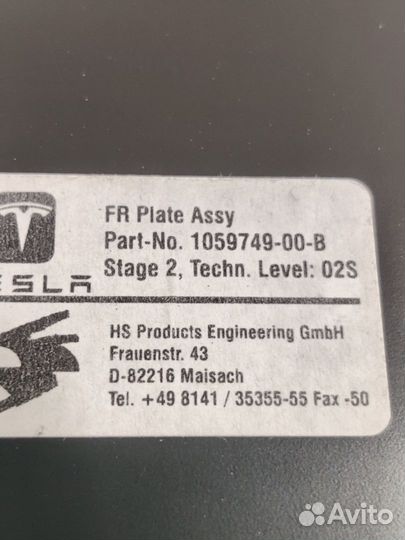 FR Plate Assy
Part-No. 1059749-00-B
Stage 2, Techn. Level: 02S
ESLA
HS Products Engineering GmbH
Frauenstr. 43
D-82216 Maisach
Tel. +49 8141 / 35355-55 Fax -50
Avito